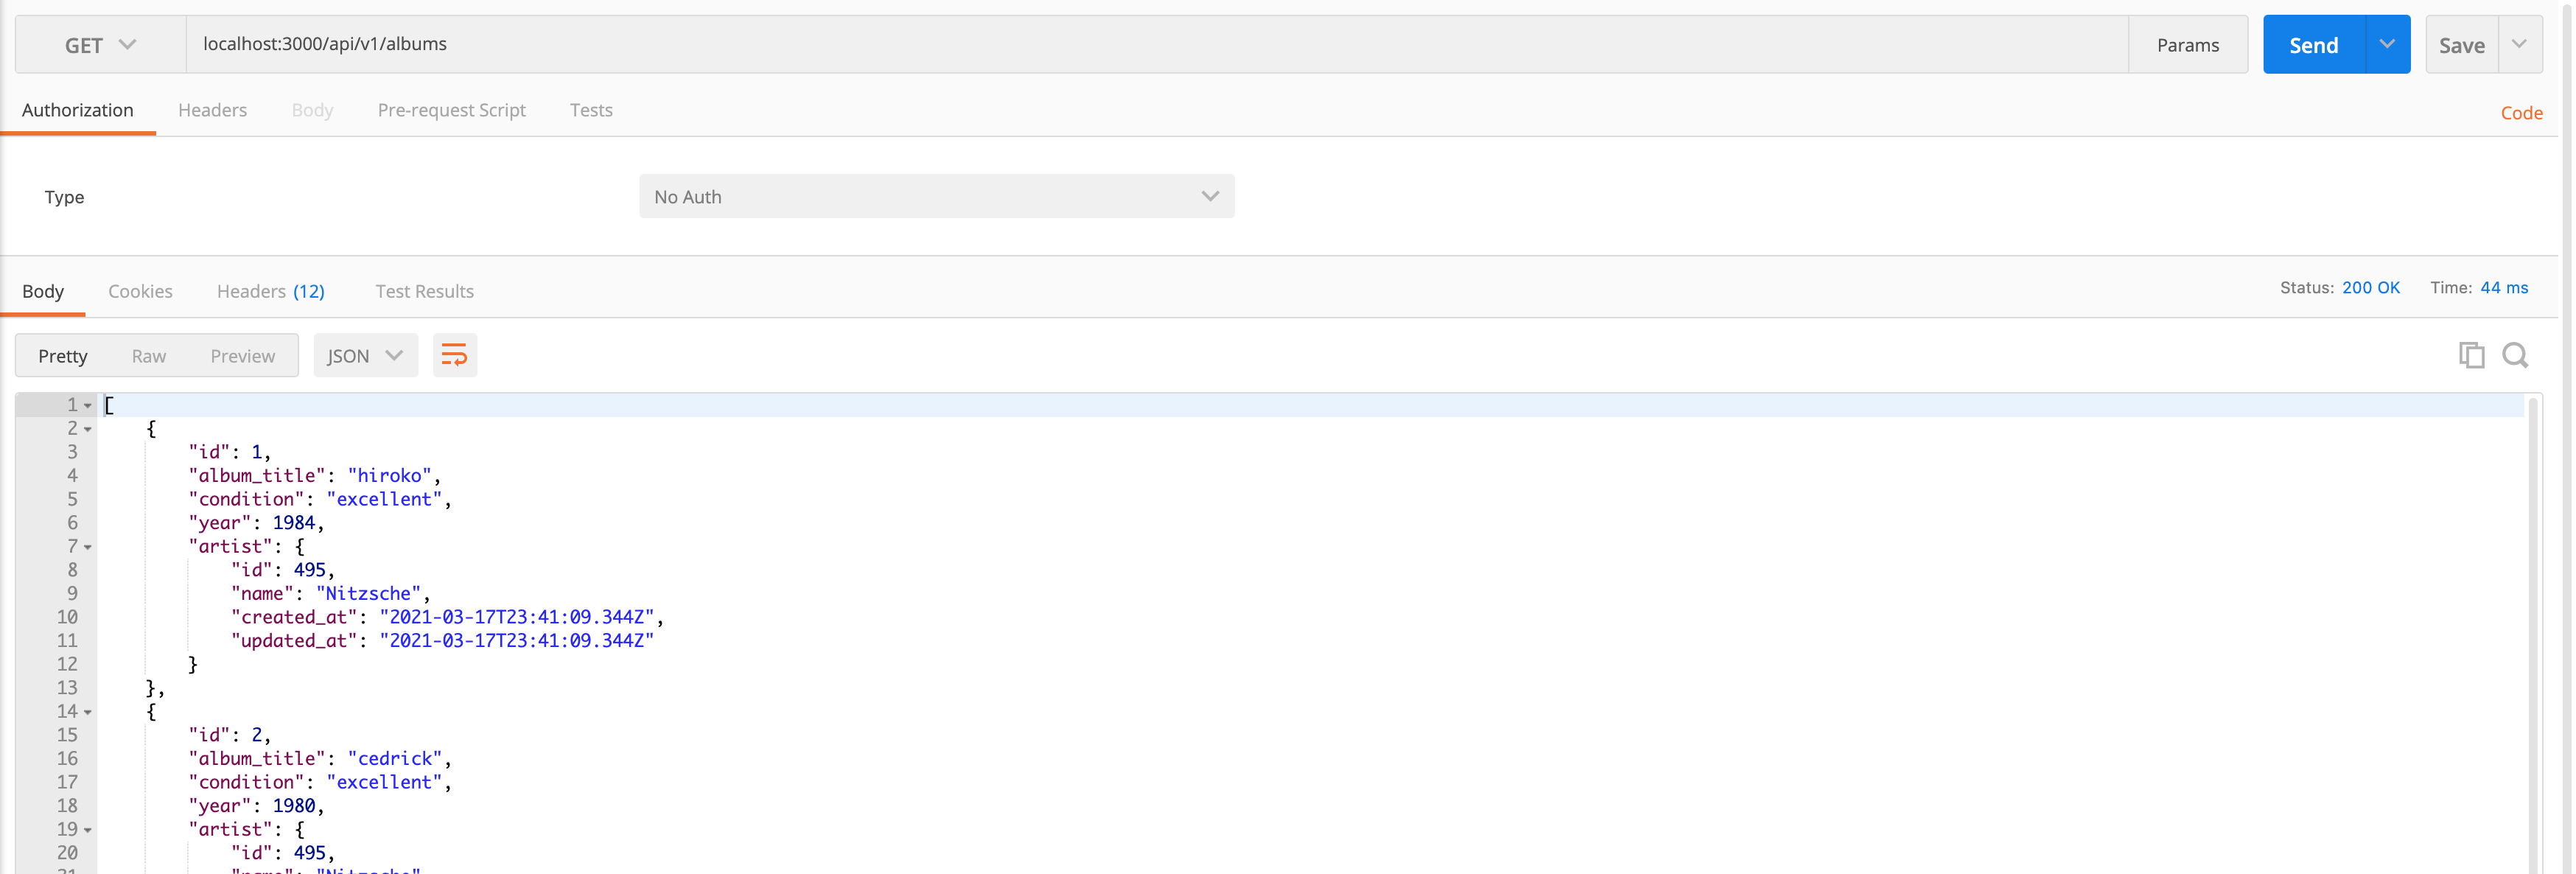 GET localhost:3000/api/v1/albums Params Send Save
Authorization Headers Body Pre-request Script Tests Code
Type No Auth
Body Cookies Headers (12) Test Results Status: 200 OK Time: 44 ms
Pretty Raw Preview JSON
1 [
2 {
3 "id": 1,
4 "album_title": "hiroko",
5 "condition": "excellent",
6 "year": 1984,
7 "artist": {
8 "id": 495,
9 "name": "Nitzsche",
10 "created_at": "2021-03-17T23:41:09.344Z",
11 "updated_at": "2021-03-17T23:41:09.344Z"
12 }
13 },
14 {
15 "id": 2,
16 "album_title": "cedrick",
17 "condition": "excellent",
18 "year": 1980,
19 "artist": {
20 "id": 495,
21 "name": "Nitzsche"